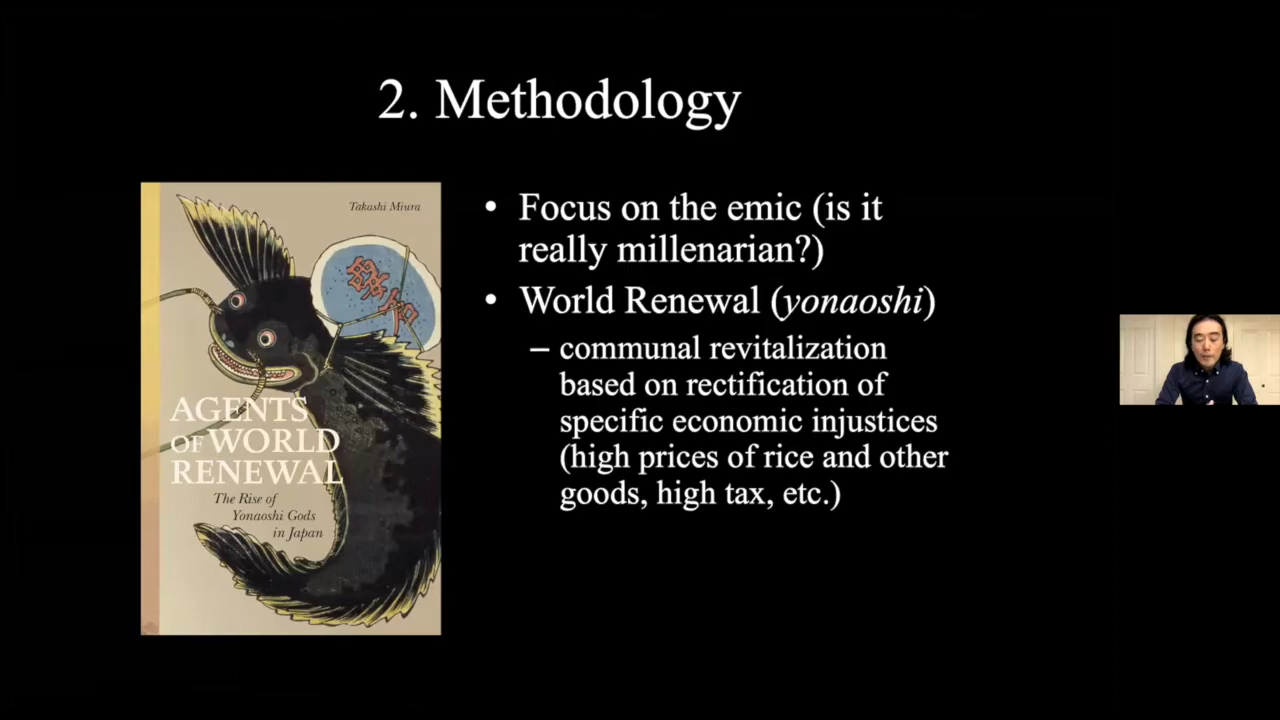 2. Methodology
Takashi Miura
AGENTS
OF WORLD
RENEWAL
The Rise of
Yonaoshi Gods
in Japan
• Focus on the emic (is it
really millenarian?)
• World Renewal (yonaoshi)
– communal revitalization
based on rectification of
specific economic injustices
(high prices of rice and other
goods, high tax, etc.)